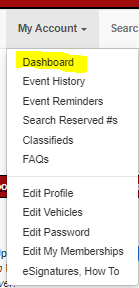 My Account
Searc
Dashboard
Event History
Event Reminders
Search Reserved #s
Classifieds
FAQs
Edit Profile
Edit Vehicles
Edit Password
Edit My Memberships
eSignatures, How To